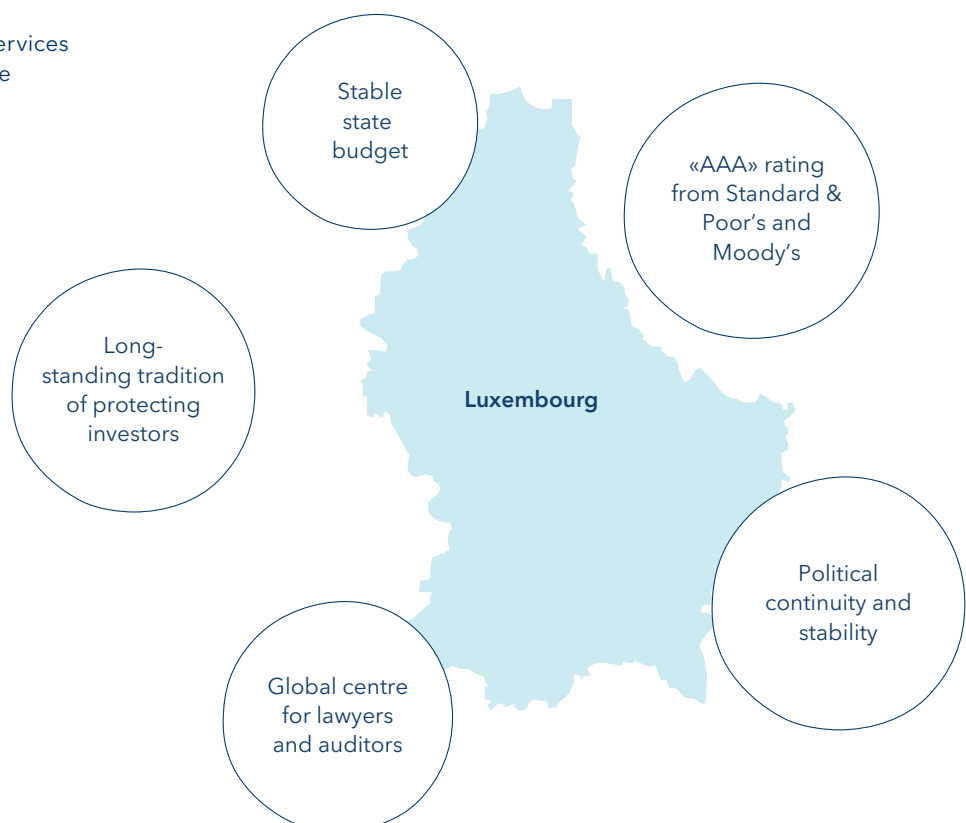 Stable
state
budget
«AAA» rating
from Standard &
Poor's and
Moody's
Long-
standing tradition
of protecting
investors
Luxembourg
Political
continuity and
stability
Global centre
for lawyers
and auditors